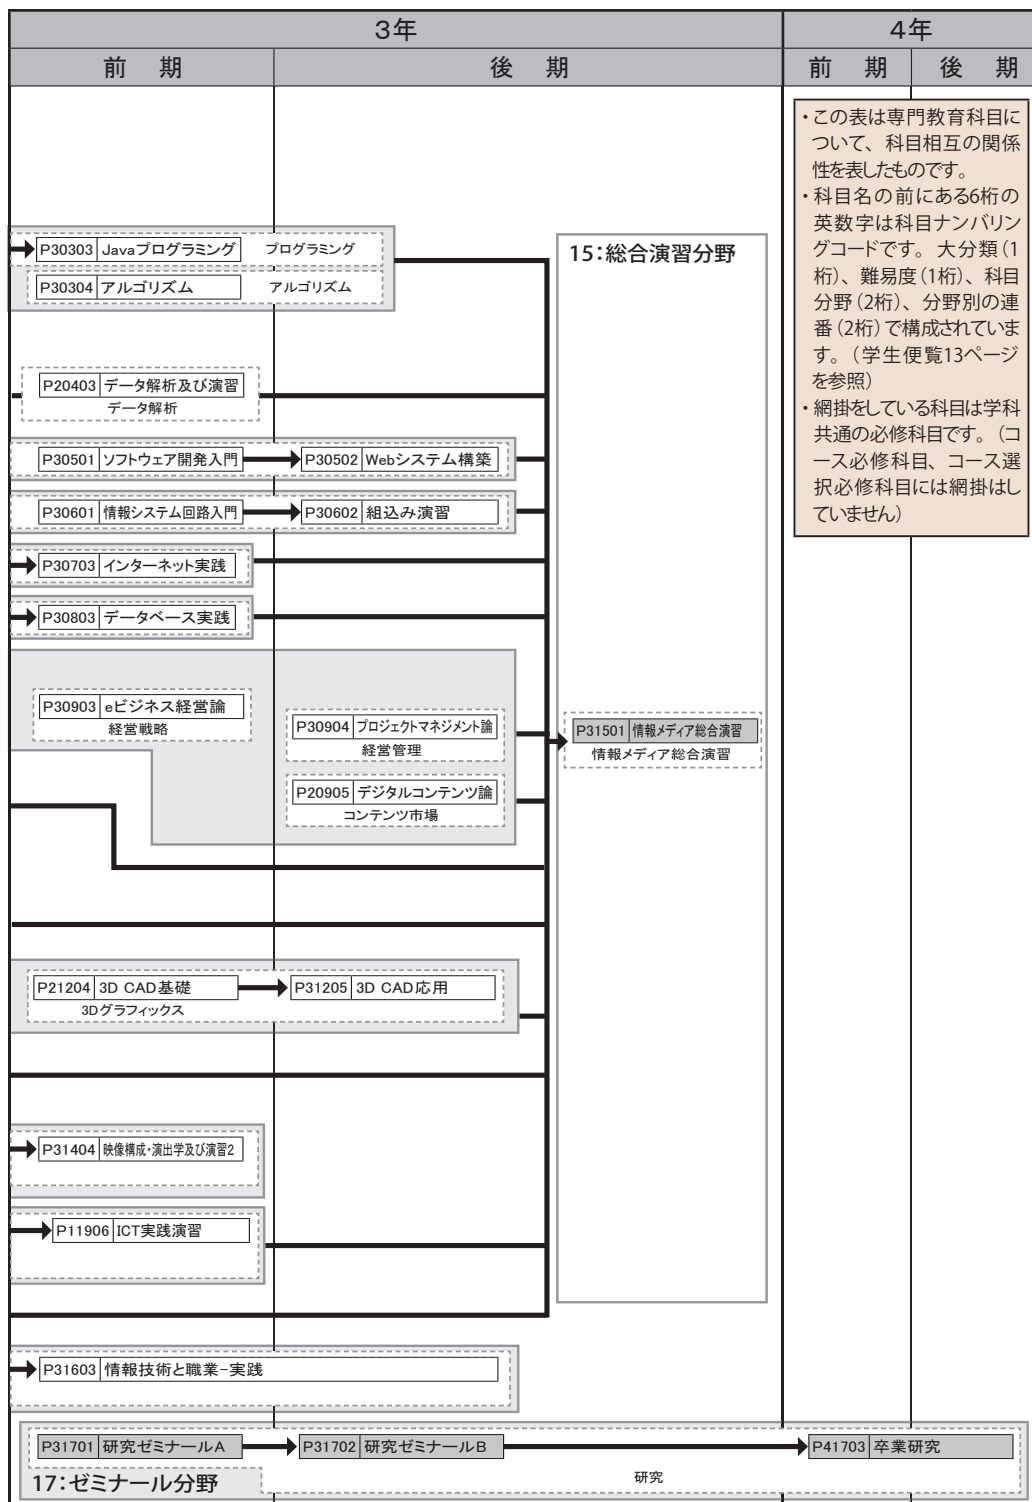 3年
4年
前 期
後 期
前 期
後 期
・この表は専門教育科目に
ついて、科目相互の関係
性を表したものです。
・科目名の前にある6桁の
英数字は科目ナンバリン
グコードです。大分類(1
桁)、難易度(1桁)、科目
分野(2桁)、分野別の連
番(2桁)で構成されていま
す。(学生便覧13ページ
を参照)
・網掛をしている科目は学科
共通の必修科目です。(コ
ース必修科目、コース選
択必修科目には網掛はし
ていません)
P30303 Javaプログラミング プログラミング
P30304 アルゴリズム アルゴリズム
15:総合演習分野
P20403 データ解析及び演習
データ解析
P30501 ソフトウェア開発入門 P30502 Webシステム構築
P30601 情報システム回路入門 P30602 組込み演習
P30703 インターネット実践
P30803 データベース実践
P30903 eビジネス経営論
経営戦略
P30904 プロジェクトマネジメント論
経営管理
P31501 情報メディア総合演習
情報メディア総合演習
P20905 デジタルコンテンツ論
コンテンツ市場
P21204 3D CAD基礎 P31205 3D CAD応用
3Dグラフィックス
P31404 映像構成・演出学及び演習2
P11906 ICT実践演習
P31603 情報技術と職業-実践
P31701 研究ゼミナールA P31702 研究ゼミナールB P41703 卒業研究
17:ゼミナール分野
研究